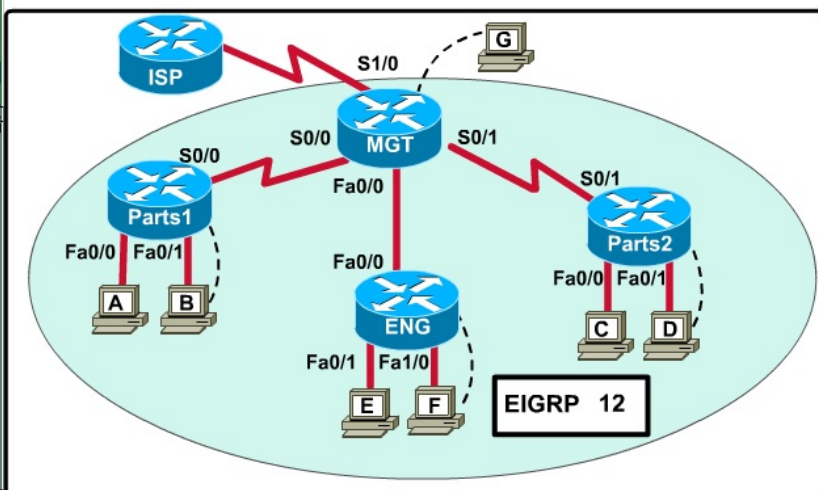 G
ISP
S1/0
S0/0
MGT
S0/1
S0/0
Fa0/0
S0/1
Parts1
Parts2
Fa0/0 Fa0/1
Fa0/0
Fa0/0 Fa0/1
A
B
ENG
C
D
Fa0/1 Fa1/0
E
F
EIGRP 12